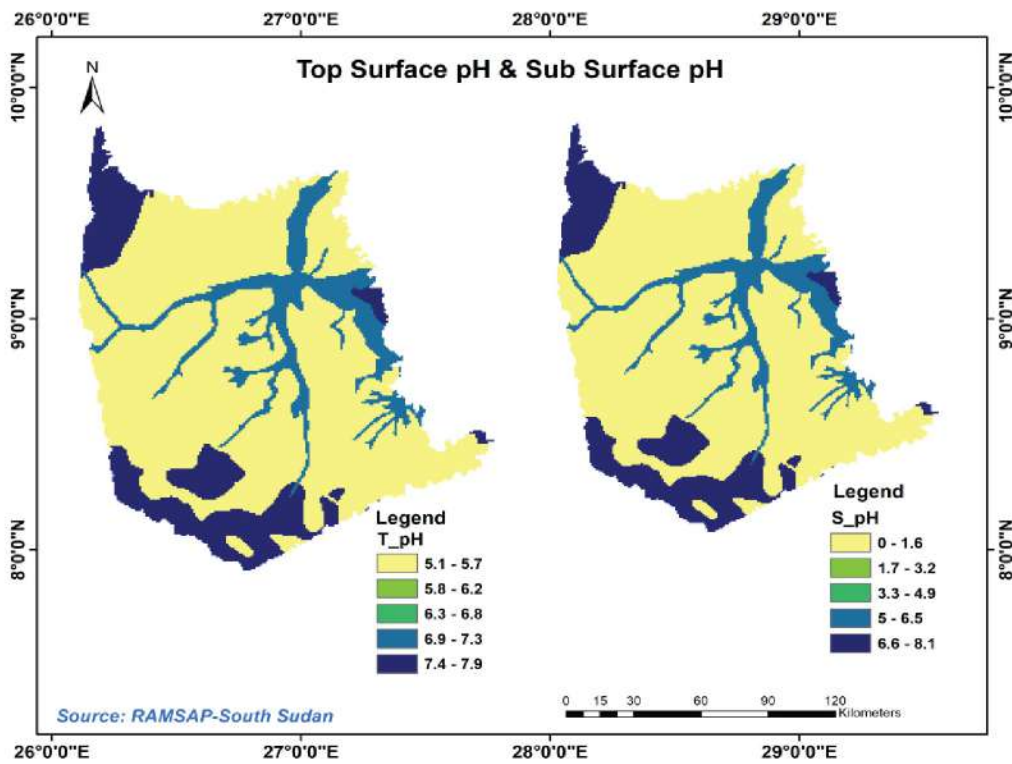 26°0'0"E 27°0'0"E 28°0'0"E 29°0'0"E
10°0'0"N
10°0'0"N
N
Top Surface pH & Sub Surface pH
9°0'0"N
9°0'0"N
8°0'0"N
8°0'0"N
Legend
T_pH
5.1 - 5.7
5.8 - 6.2
6.3 - 6.8
6.9 - 7.3
7.4 - 7.9
Legend
S_pH
0 - 1.6
1.7 - 3.2
3.3 - 4.9
5 - 6.5
6.6 - 8.1
Source: RAMSAP-South Sudan
0 15 30 60 90 120
Kilometers
26°0'0"E 27°0'0"E 28°0'0"E 29°0'0"E